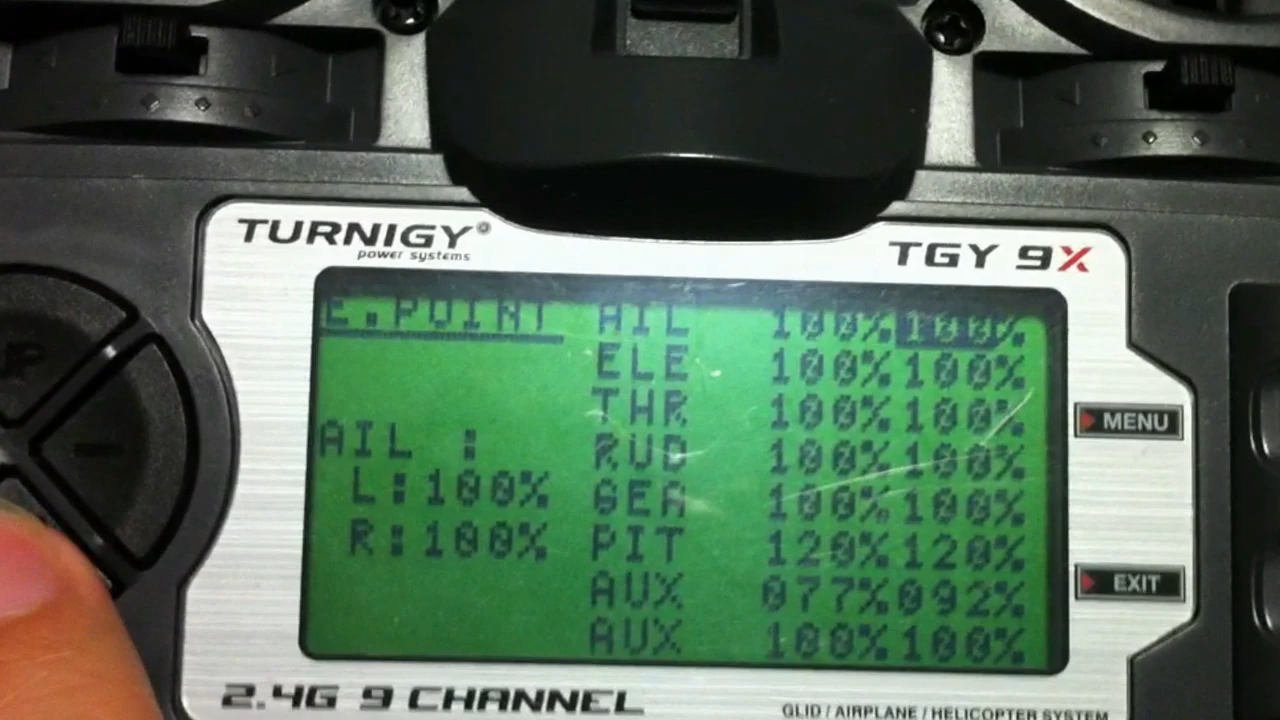 TURNIGY
power systems
TGY 9X
E.POINT AIL 100% 100%
ELE 100% 100%
THR 100% 100%
AIL : RUD 100% 100%
L:100% GEA 100% 100%
R:100% PIT 120% 120%
AUX 077% 092%
AUX 100% 100%
MENU
EXIT
2.4G 9 CHANNEL
GLID / AIRPLANE / HELICOPTER SYSTEM